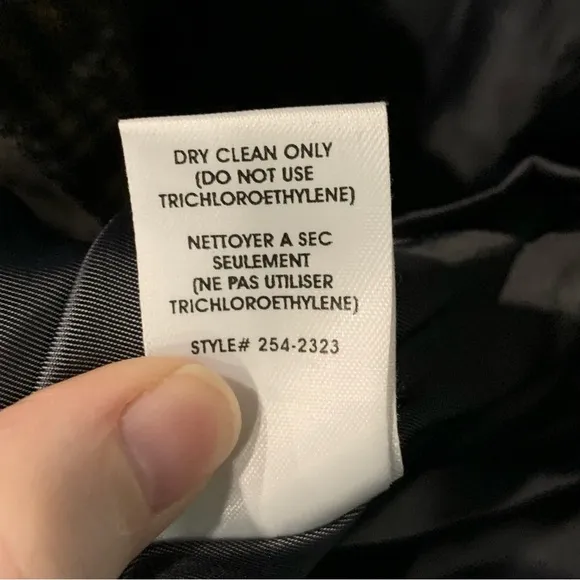 DRY CLEAN ONLY
(DO NOT USE
TRICHLOROETHYLENE)
NETTOYER A SEC
SEULEMENT
(NE PAS UTILISER
TRICHLOROETHYLENE)
STYLE# 254-2323